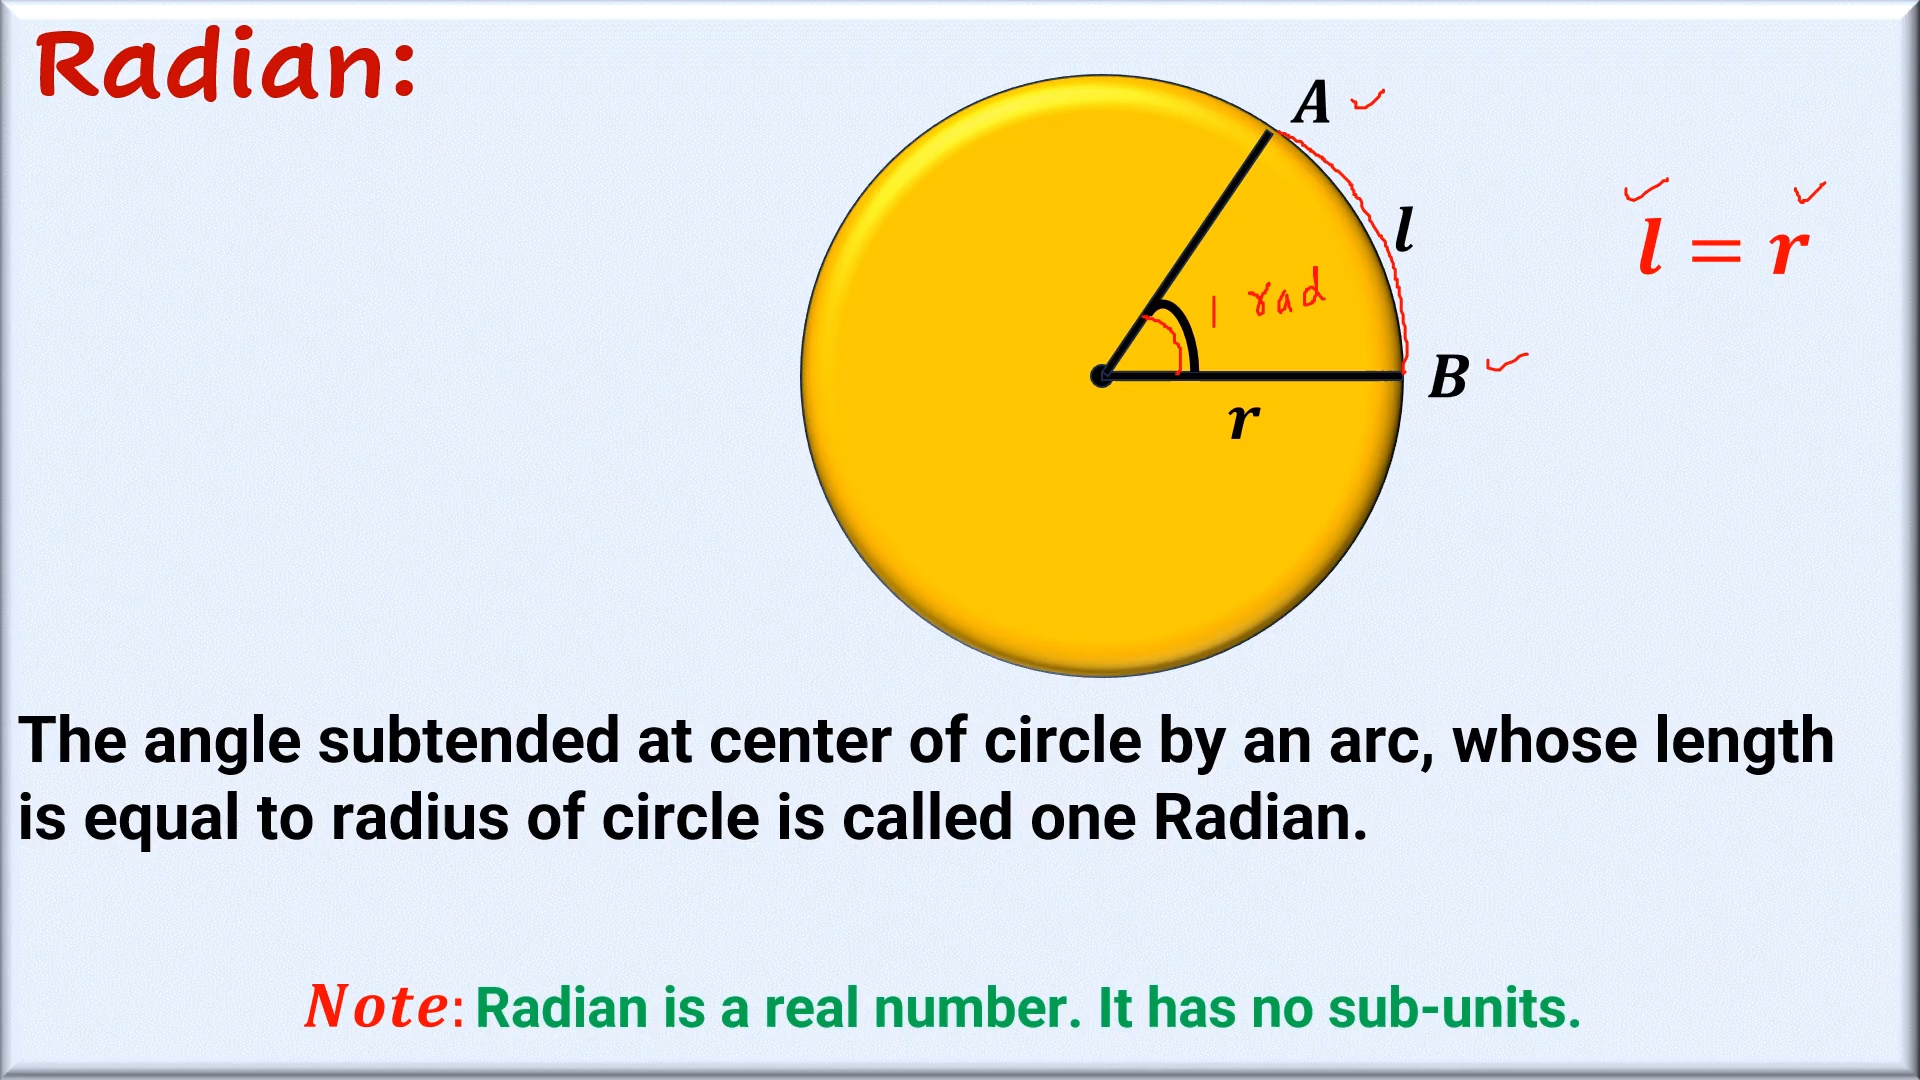 Radian:
A
l
l = r
1 rad
B
r
The angle subtended at center of circle by an arc, whose length
is equal to radius of circle is called one Radian.
Note: Radian is a real number. It has no sub-units.